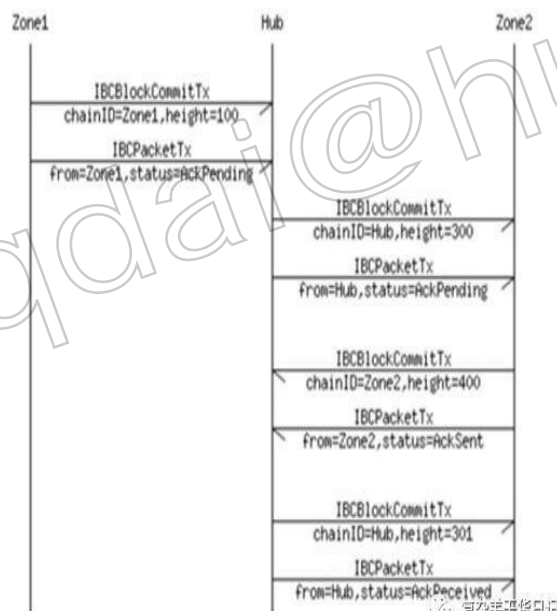 Zone1 Hub Zone2
IBCBlockCommitTx
chainID=Zone1,height=100
IBCPacketTx
from=Zone1,status=AckPending
IBCBlockCommitTx
chainID=Hub,height=300
IBCPacketTx
from=Hub,status=AckPending
IBCBlockCommitTx
chainID=Zone2,height=400
IBCPacketTx
from=Zone2,status=AckSent
IBCBlockCommitTx
chainID=Hub,height=301
IBCPacketTx
from=Hub,status=AckReceived